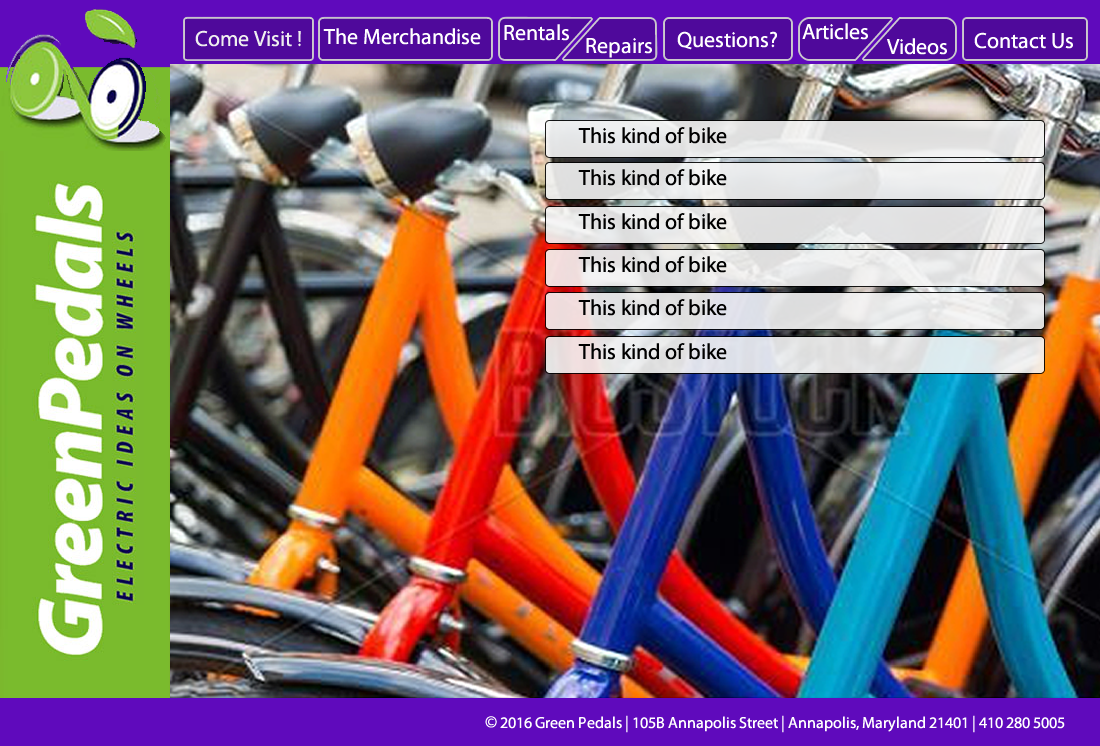 Come Visit !
The Merchandise
Rentals
Repairs
Questions?
Articles
Videos
Contact Us
GreenPedals
ELECTRIC IDEAS ON WHEELS
This kind of bike
This kind of bike
This kind of bike
This kind of bike
This kind of bike
This kind of bike
© 2016 Green Pedals | 105B Annapolis Street | Annapolis, Maryland 21401 | 410 280 5005